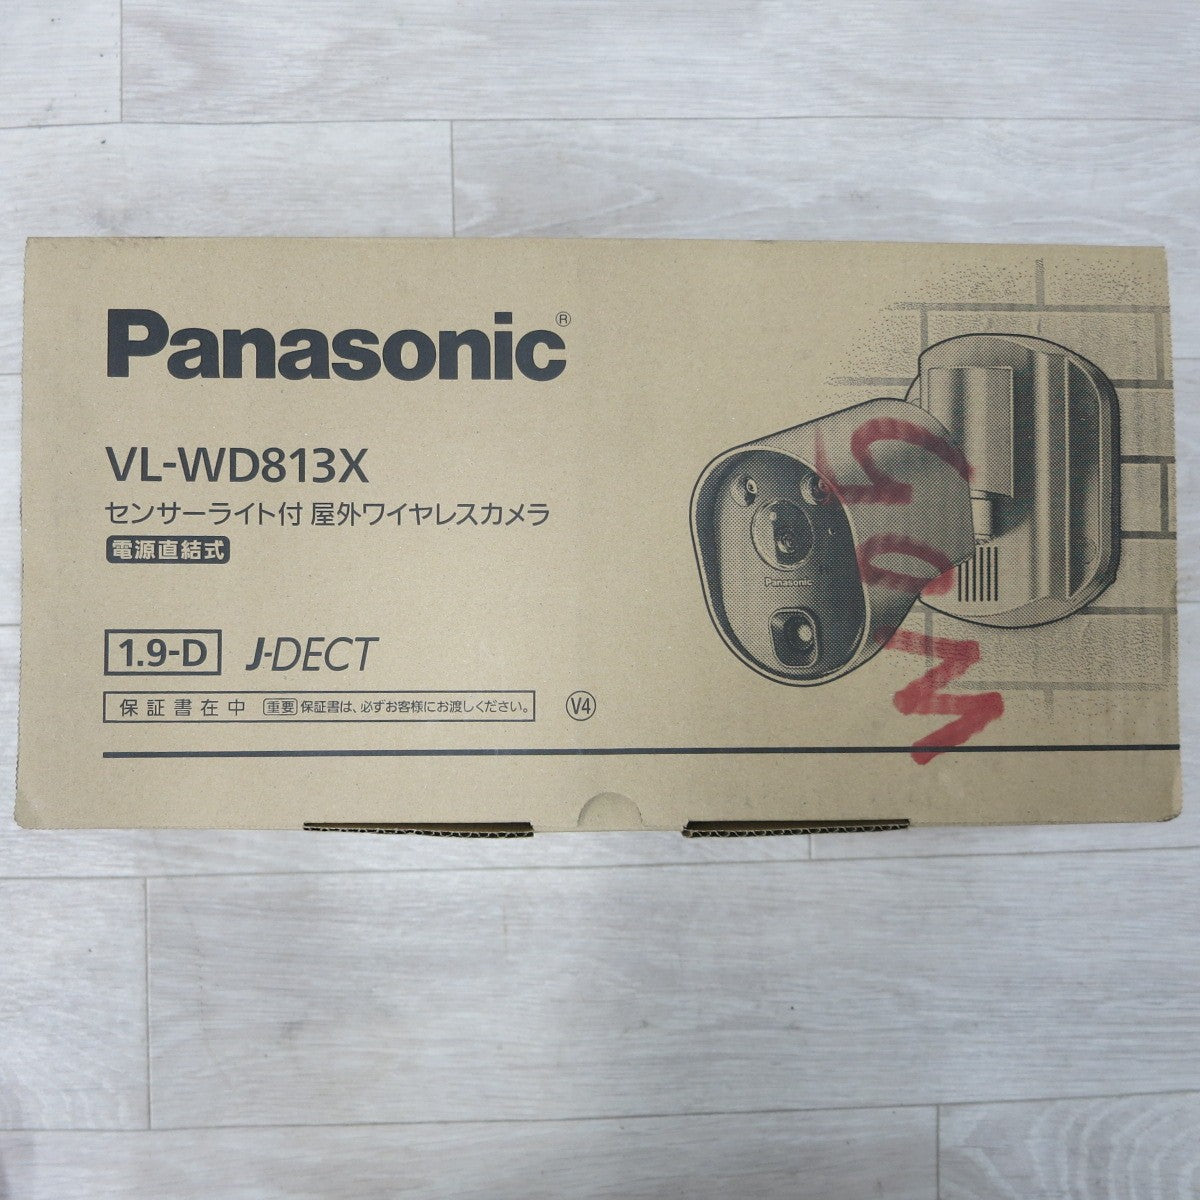 Panasonic®
VL-WD813X
センサーライト付 屋外ワイヤレスカメラ
電源直結式
1.9-D J-DECT
保証書在中 重要 保証書は、必ずお客様にお渡しください。 V4
Panasonic